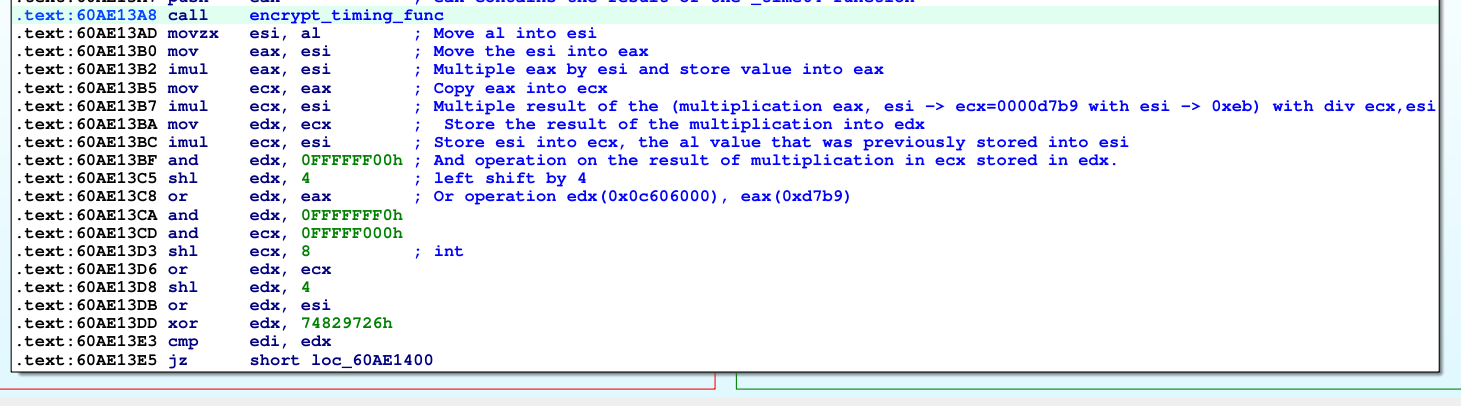 .text:60AE13A8 call encrypt_timing_func
.text:60AE13AD movzx esi, al ; Move al into esi
.text:60AE13B0 mov eax, esi ; Move the esi into eax
.text:60AE13B2 imul eax, esi ; Multiple eax by esi and store value into eax
.text:60AE13B5 mov ecx, eax ; Copy eax into ecx
.text:60AE13B7 imul ecx, esi ; Multiple result of the (multiplication eax, esi -> ecx=0000d7b9 with esi -> 0xeb) with div ecx,esi
.text:60AE13BA mov edx, ecx ; Store the result of the multiplication into edx
.text:60AE13BC imul ecx, esi ; Store esi into ecx, the al value that was previously stored into esi
.text:60AE13BF and edx, 0FFFFFF00h ; And operation on the result of multiplication in ecx stored in edx.
.text:60AE13C5 shl edx, 4 ; left shift by 4
.text:60AE13C8 or edx, eax ; Or operation edx(0x0c606000), eax(0xd7b9)
.text:60AE13CA and edx, 0FFFFFFF0h
.text:60AE13CD and ecx, 0FFFFF000h
.text:60AE13D3 shl ecx, 8 ; int
.text:60AE13D6 or edx, ecx
.text:60AE13D8 shl edx, 4
.text:60AE13DB or edx, esi
.text:60AE13DD xor edx, 74829726h
.text:60AE13E3 cmp edi, edx
.text:60AE13E5 jz short loc_60AE1400